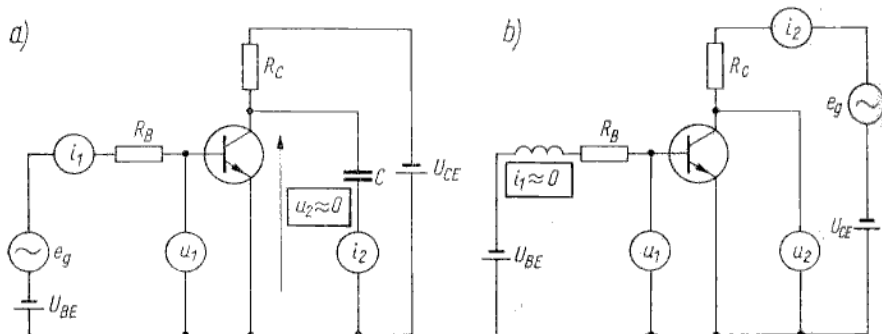 a)
R_C
R_B
i_1
C
U_CE
u_2≈0
u_1
i_2
e_g
U_BE
b)
i_2
R_C
e_g
R_B
i_1≈0
U_CE
U_BE
u_1
u_2